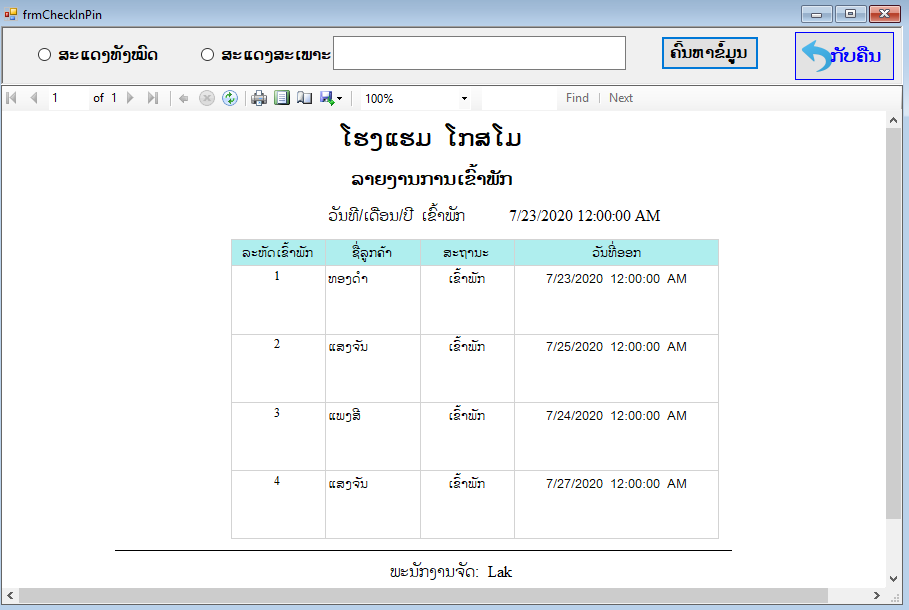 frmCheckInPin
ສະແດງທັງໝົດ ສະແດງສະເພາະ ຄົ້ນຫາຂໍ້ມູນ ກັບຄືນ
1 of 1 100% Find | Next
ໂຮງແຮມ ໂກສໂມ
ລາຍງານການເຂົ້າພັກ
ວັນທີ/ເດືອນ/ປີ ເຂົ້າພັກ 7/23/2020 12:00:00 AM
ລະຫັດເຂົ້າພັກ ຊື່ລູກຄ້າ ສະຖານະ ວັນທີ່ອອກ
1 ທອງດຳ ເຂົ້າພັກ 7/23/2020 12:00:00 AM
2 ແສງຈັນ ເຂົ້າພັກ 7/25/2020 12:00:00 AM
3 ແພງສີ ເຂົ້າພັກ 7/24/2020 12:00:00 AM
4 ແສງຈັນ ເຂົ້າພັກ 7/27/2020 12:00:00 AM
ພະນັກງານຈັດ: Lak